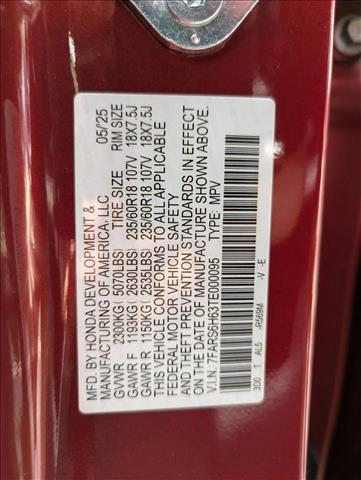 MFD. BY HONDA DEVELOPMENT &
MANUFACTURING OF AMERICA, LLC 05/'25
GVWR 2300KG (5070LBS) TIRE SIZE RIM SIZE
GAWR F 1193KG (2630LBS) 235/60R18 107V 18X7.5J
GAWR R 1150KG (2535LBS) 235/60R18 107V 18X7.5J
THIS VEHICLE CONFORMS TO ALL APPLICABLE
FEDERAL MOTOR VEHICLE SAFETY
AND THEFT PREVENTION STANDARDS IN EFFECT
ON THE DATE OF MANUFACTURE SHOWN ABOVE.
V.I.N.:7FARS6H63TE000095 TYPE: MPV
3D0 T AL5 -R569M -V -E